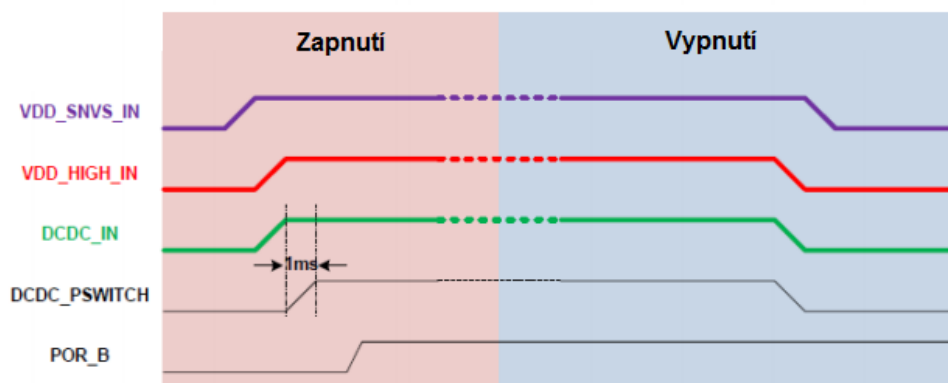 Zapnutí
Vypnutí
VDD_SNVS_IN
VDD_HIGH_IN
DCDC_IN
1ms
DCDC_PSWITCH
POR_B